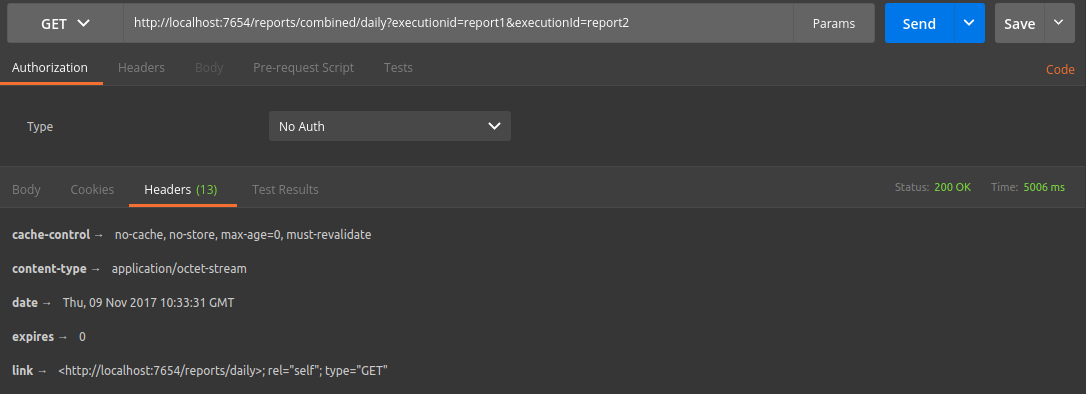 GET http://localhost:7654/reports/combined/daily?executionid=report1&executionId=report2 Params Send Save
Authorization Headers Body Pre-request Script Tests Code
Type No Auth
Body Cookies Headers (13) Test Results Status: 200 OK Time: 5006 ms
cache-control → no-cache, no-store, max-age=0, must-revalidate
content-type → application/octet-stream
date → Thu, 09 Nov 2017 10:33:31 GMT
expires → 0
link → <http://localhost:7654/reports/daily>; rel="self"; type="GET"